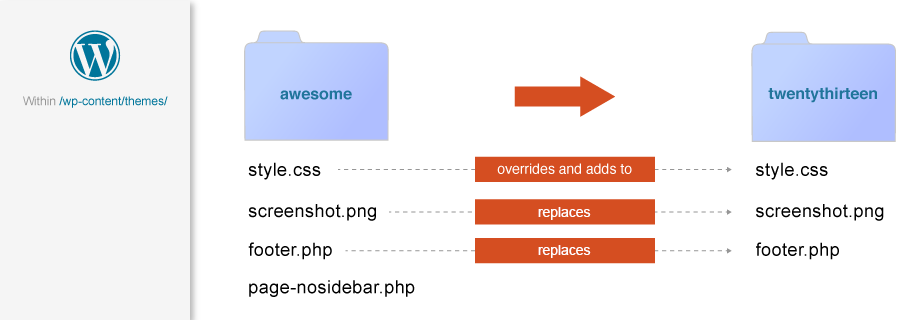 Within /wp-content/themes/
awesome
twentythirteen
style.css overrides and adds to style.css
screenshot.png replaces screenshot.png
footer.php replaces footer.php
page-nosidebar.php